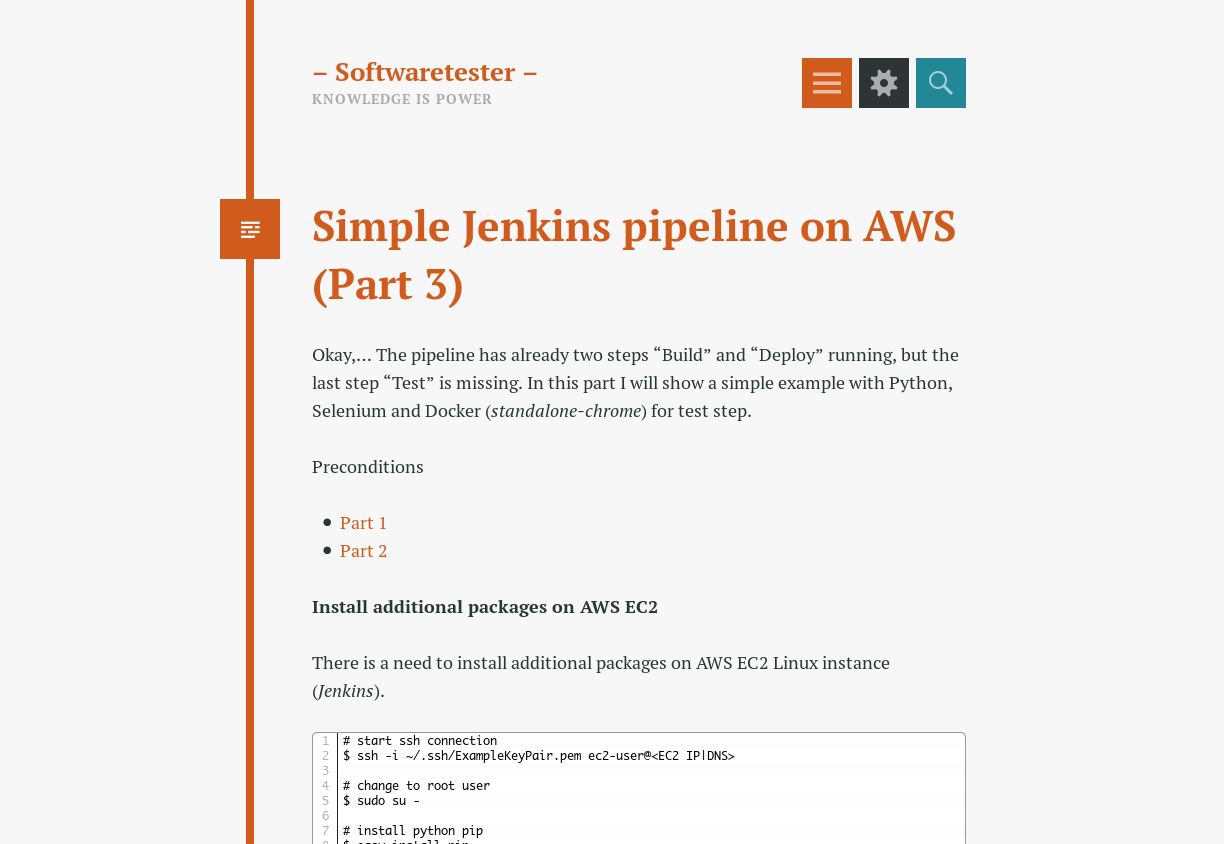 – Softwaretester –
KNOWLEDGE IS POWER
Simple Jenkins pipeline on AWS
(Part 3)
Okay,… The pipeline has already two steps “Build” and “Deploy” running, but the
last step “Test” is missing. In this part I will show a simple example with Python,
Selenium and Docker (standalone-chrome) for test step.
Preconditions
Part 1
Part 2
Install additional packages on AWS EC2
There is a need to install additional packages on AWS EC2 Linux instance
(Jenkins).
1 # start ssh connection
2 $ ssh -i ~/.ssh/ExampleKeyPair.pem ec2-user@<EC2 IP|DNS>
3
4 # change to root user
5 $ sudo su -
6
7 # install python pip
8 $ easy_install pip